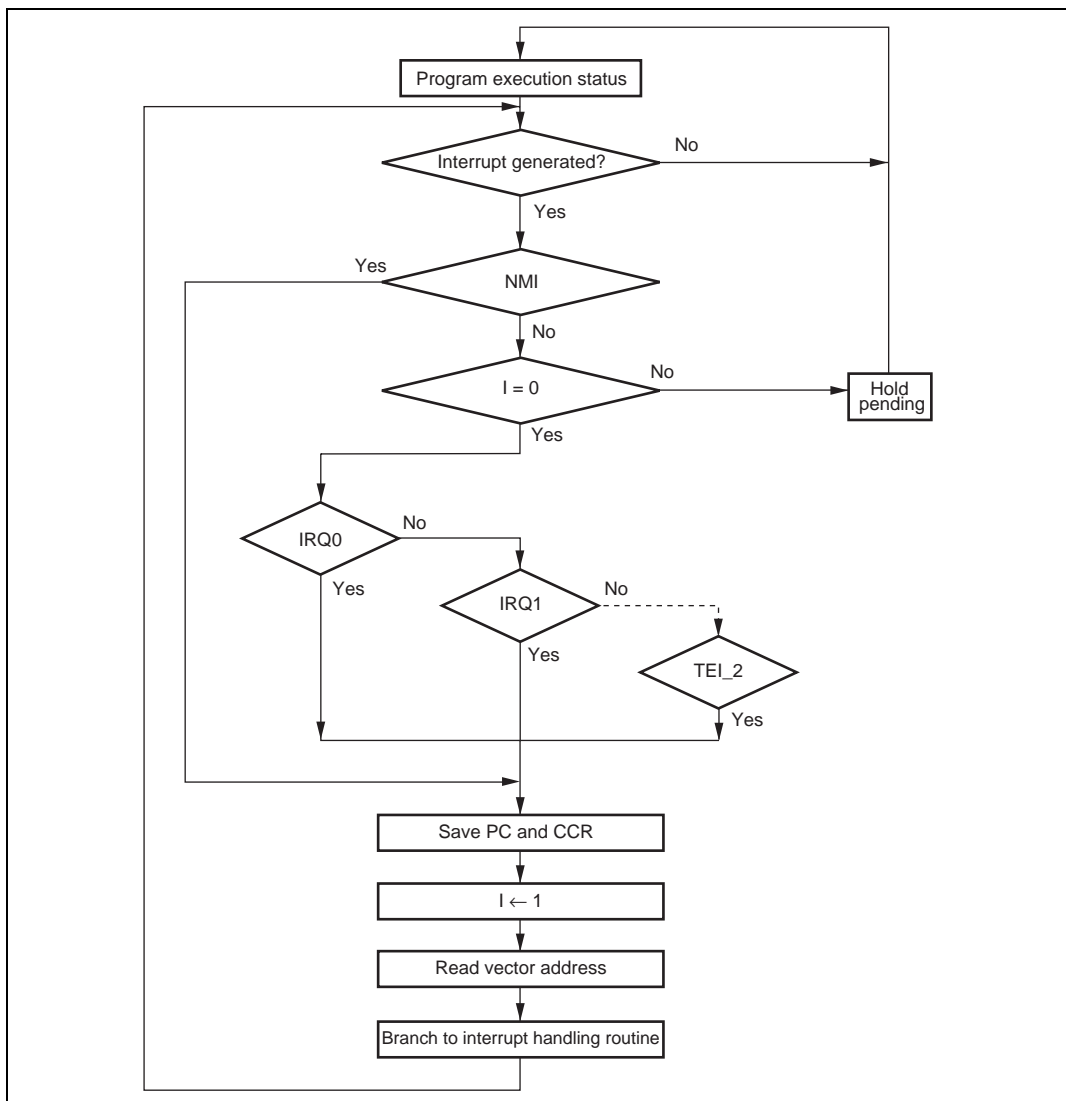 Program execution status
Interrupt generated?
No
Yes
Yes
NMI
No
I = 0
No
Hold
pending
Yes
IRQ0
No
Yes
IRQ1
No
Yes
TEI_2
Yes
Save PC and CCR
I ← 1
Read vector address
Branch to interrupt handling routine